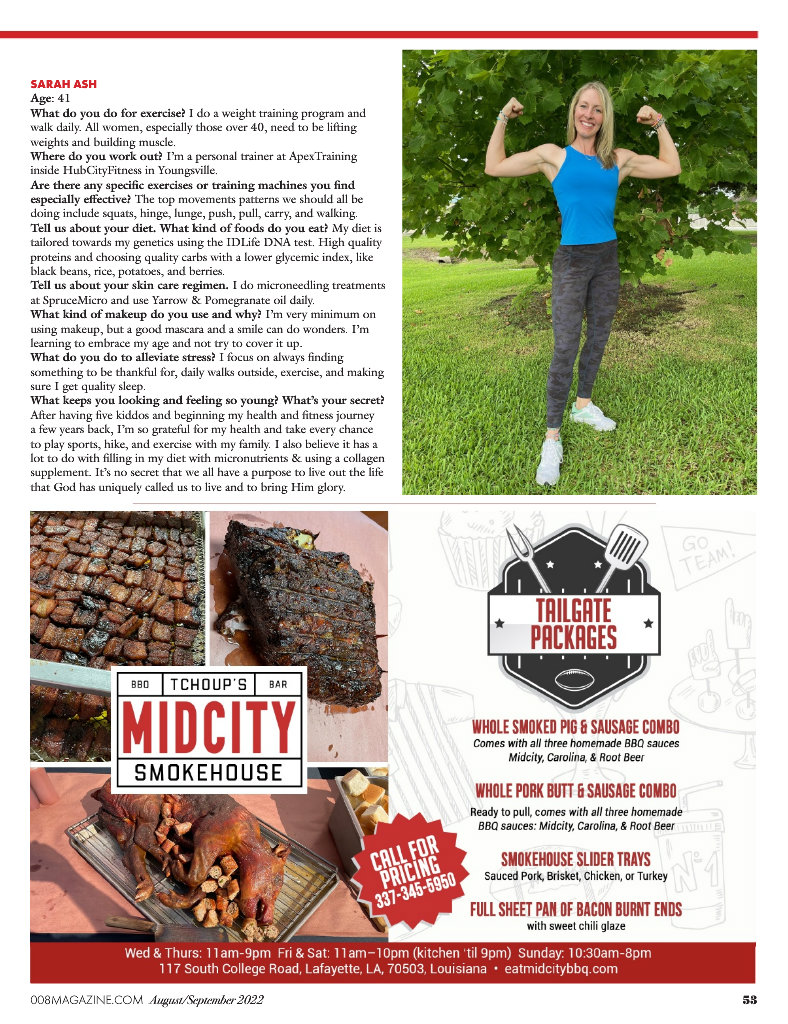 SARAH ASH
Age: 41
What do you do for exercise? I do a weight training program and
walk daily. All women, especially those over 40, need to be lifting
weights and building muscle.
Where do you work out? I'm a personal trainer at ApexTraining
inside HubCityFitness in Youngsville.
Are there any specific exercises or training machines you find
especially effective? The top movements patterns we should all be
doing include squats, hinge, lunge, push, pull, carry, and walking.
Tell us about your diet. What kind of foods do you eat? My diet is
tailored towards my genetics using the IDLife DNA test. High quality
proteins and choosing quality carbs with a lower glycemic index, like
black beans, rice, potatoes, and berries.
Tell us about your skin care regimen. I do microneedling treatments
at SpruceMicro and use Yarrow & Pomegranate oil daily.
What kind of makeup do you use and why? I'm very minimum on
using makeup, but a good mascara and a smile can do wonders. I'm
learning to embrace my age and not try to cover it up.
What do you do to alleviate stress? I focus on always finding
something to be thankful for, daily walks outside, exercise, and making
sure I get quality sleep.
What keeps you looking and feeling so young? What's your secret?
After having five kiddos and beginning my health and fitness journey
a few years back, I'm so grateful for my health and take every chance
to play sports, hike, and exercise with my family. I also believe it has a
lot to do with filling in my diet with micronutrients & using a collagen
supplement. It's no secret that we all have a purpose to live out the life
that God has uniquely called us to live and to bring Him glory.
BBQ TCHOUP'S BAR
MIDCITY
SMOKEHOUSE
CALL FOR
PRICING
337-345-5950
GO
TEAM!
TAILGATE
PACKAGES
WHOLE SMOKED PIG & SAUSAGE COMBO
Comes with all three homemade BBQ sauces
Midcity, Carolina, & Root Beer
WHOLE PORK BUTT & SAUSAGE COMBO
Ready to pull, comes with all three homemade
BBQ sauces: Midcity, Carolina, & Root Beer
SMOKEHOUSE SLIDER TRAYS
Sauced Pork, Brisket, Chicken, or Turkey
Nº1
FULL SHEET PAN OF BACON BURNT ENDS
with sweet chili glaze
Wed & Thurs: 11am-9pm Fri & Sat: 11am–10pm (kitchen 'til 9pm) Sunday: 10:30am-8pm
117 South College Road, Lafayette, LA, 70503, Louisiana • eatmidcitybbq.com
008MAGAZINE.COM August/September 2022
53